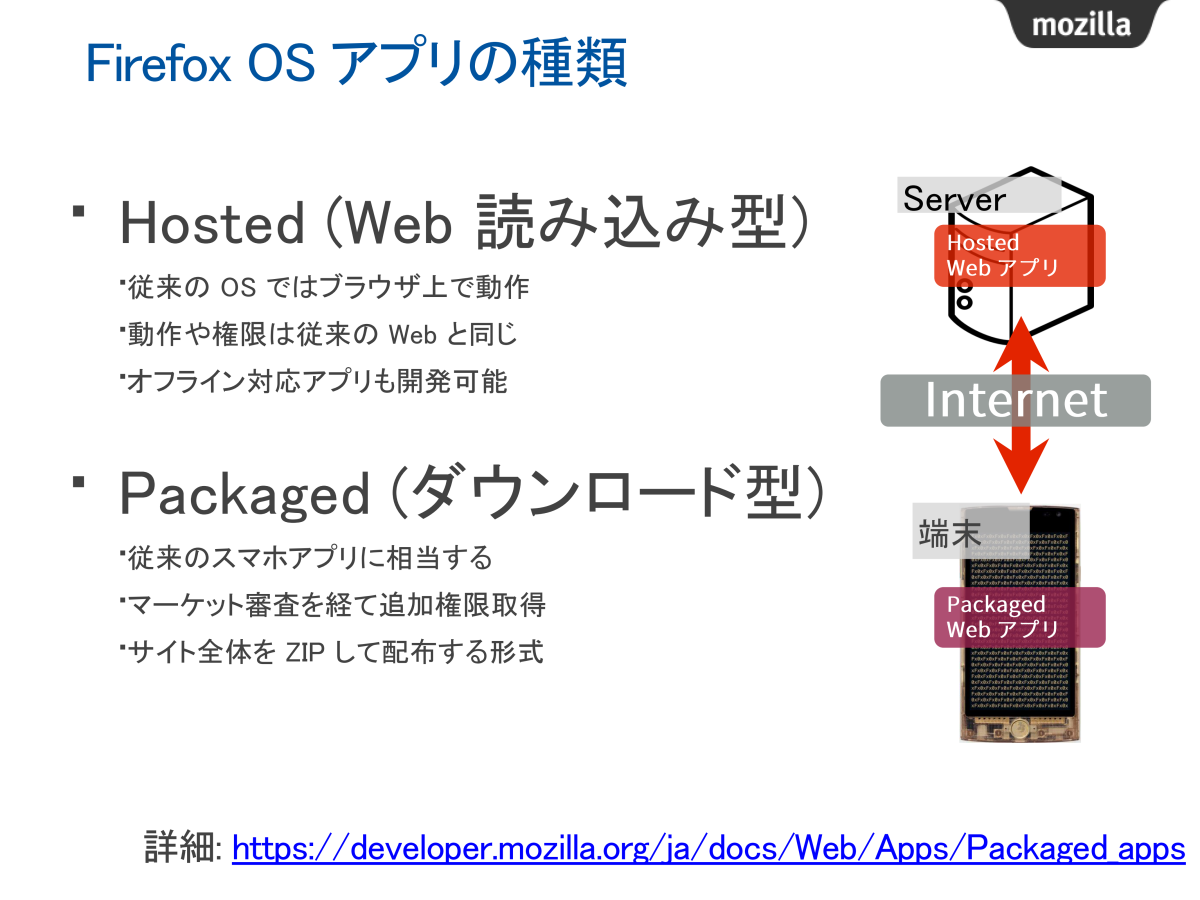 mozilla
Firefox OS アプリの種類
▪ Hosted (Web 読み込み型)
▪従来の OS ではブラウザ上で動作
▪動作や権限は従来の Web と同じ
▪オフライン対応アプリも開発可能
▪ Packaged (ダウンロード型)
▪従来のスマホアプリに相当する
▪マーケット審査を経て追加権限取得
▪サイト全体を ZIP して配布する形式
Server
Hosted
Web アプリ
Internet
端末
Packaged
Web アプリ
詳細: https://developer.mozilla.org/ja/docs/Web/Apps/Packaged_apps